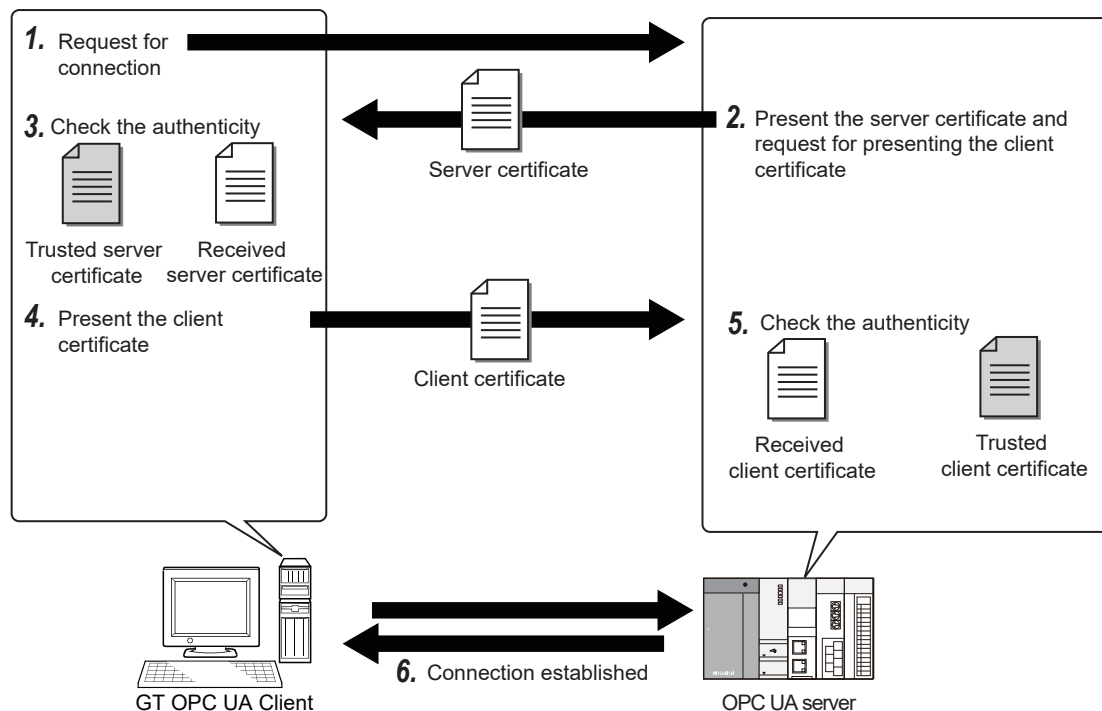 1. Request for
connection
2. Present the server certificate and
request for presenting the client
certificate
Server certificate
3. Check the authenticity
Trusted server
certificate
Received
server certificate
4. Present the client
certificate
Client certificate
5. Check the authenticity
Received
client certificate
Trusted
client certificate
6. Connection established
GT OPC UA Client
OPC UA server